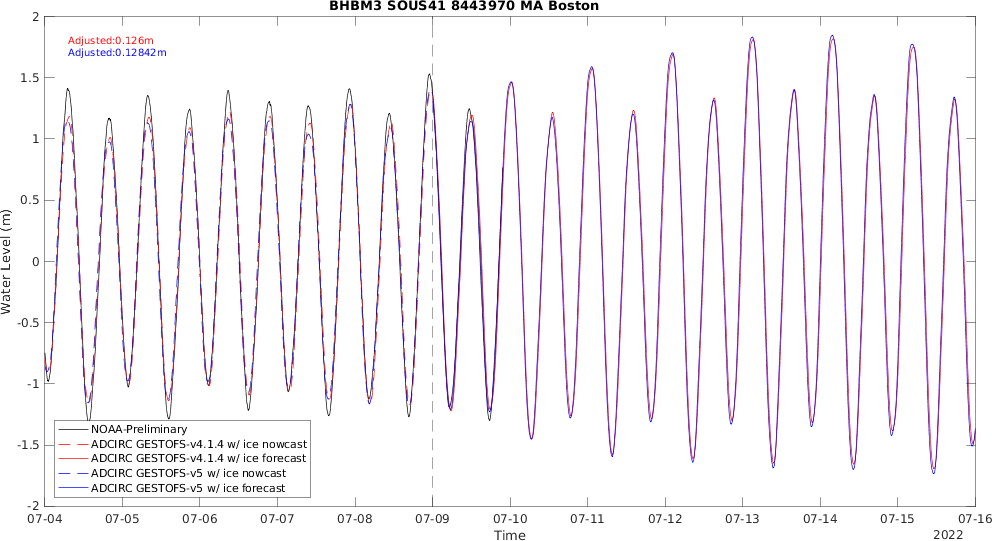 BHBM3 SOUS41 8443970 MA Boston
Adjusted:0.126m
Adjusted:0.12842m
2
1.5
1
0.5
0
-0.5
-1
-1.5
-2
Water Level (m)
NOAA-Preliminary
ADCIRC GESTOFS-v4.1.4 w/ ice nowcast
ADCIRC GESTOFS-v4.1.4 w/ ice forecast
ADCIRC GESTOFS-v5 w/ ice nowcast
ADCIRC GESTOFS-v5 w/ ice forecast
07-04 07-05 07-06 07-07 07-08 07-09 07-10 07-11 07-12 07-13 07-14 07-15 07-16
Time
2022